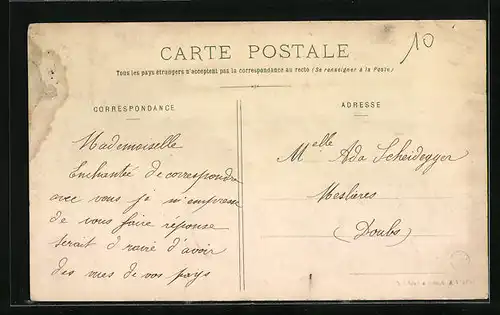 CARTE POSTALE
10
Tous les pays étrangers n'acceptent pas la correspondance au recto (Se renseigner à la Poste)
CORRESPONDANCE
Mademoiselle
Enchantée de correspondre
avec vous je m'empresse
de vous faire réponse
serait d ravie d'avoir
des vues de vos pays
ADRESSE
Melle Ada Scheidegger
Meslières
(Doubs)